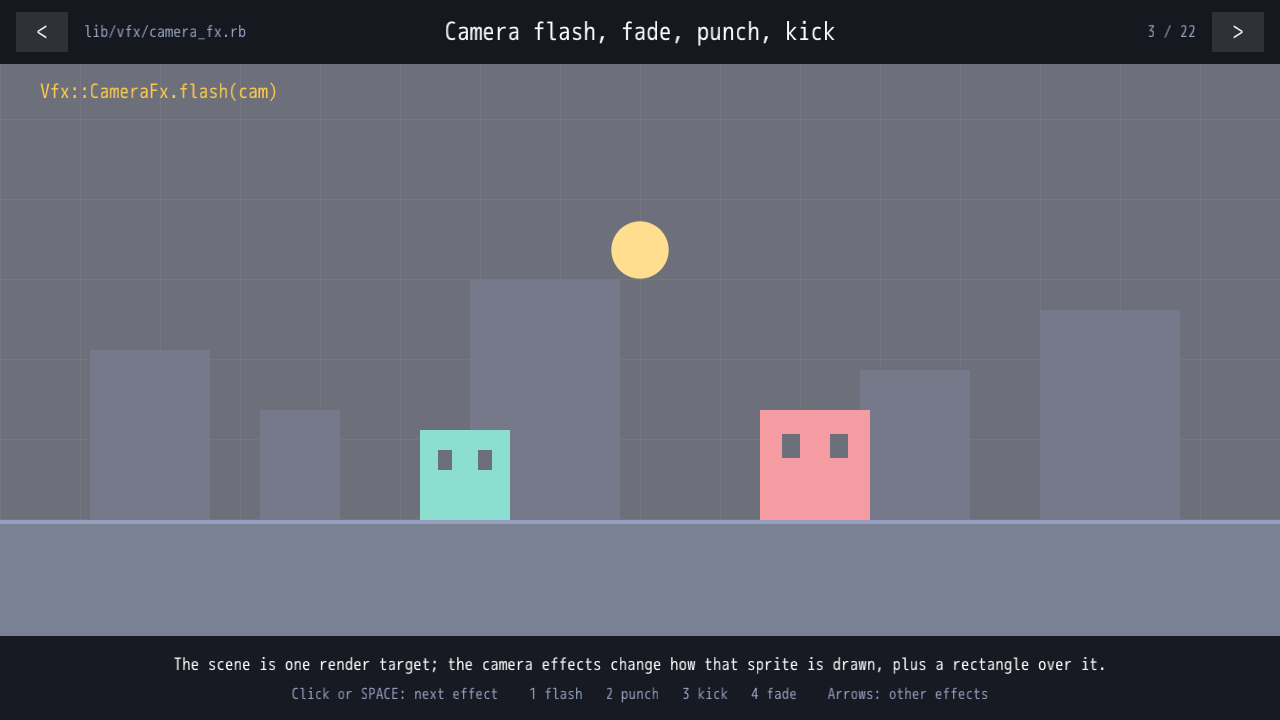 <
lib/vfx/camera_fx.rb
Camera flash, fade, punch, kick
3 / 22
>
Vfx::CameraFx.flash(cam)
The scene is one render target; the camera effects change how that sprite is drawn, plus a rectangle over it.
Click or SPACE: next effect    1 flash   2 punch   3 kick   4 fade    Arrows: other effects